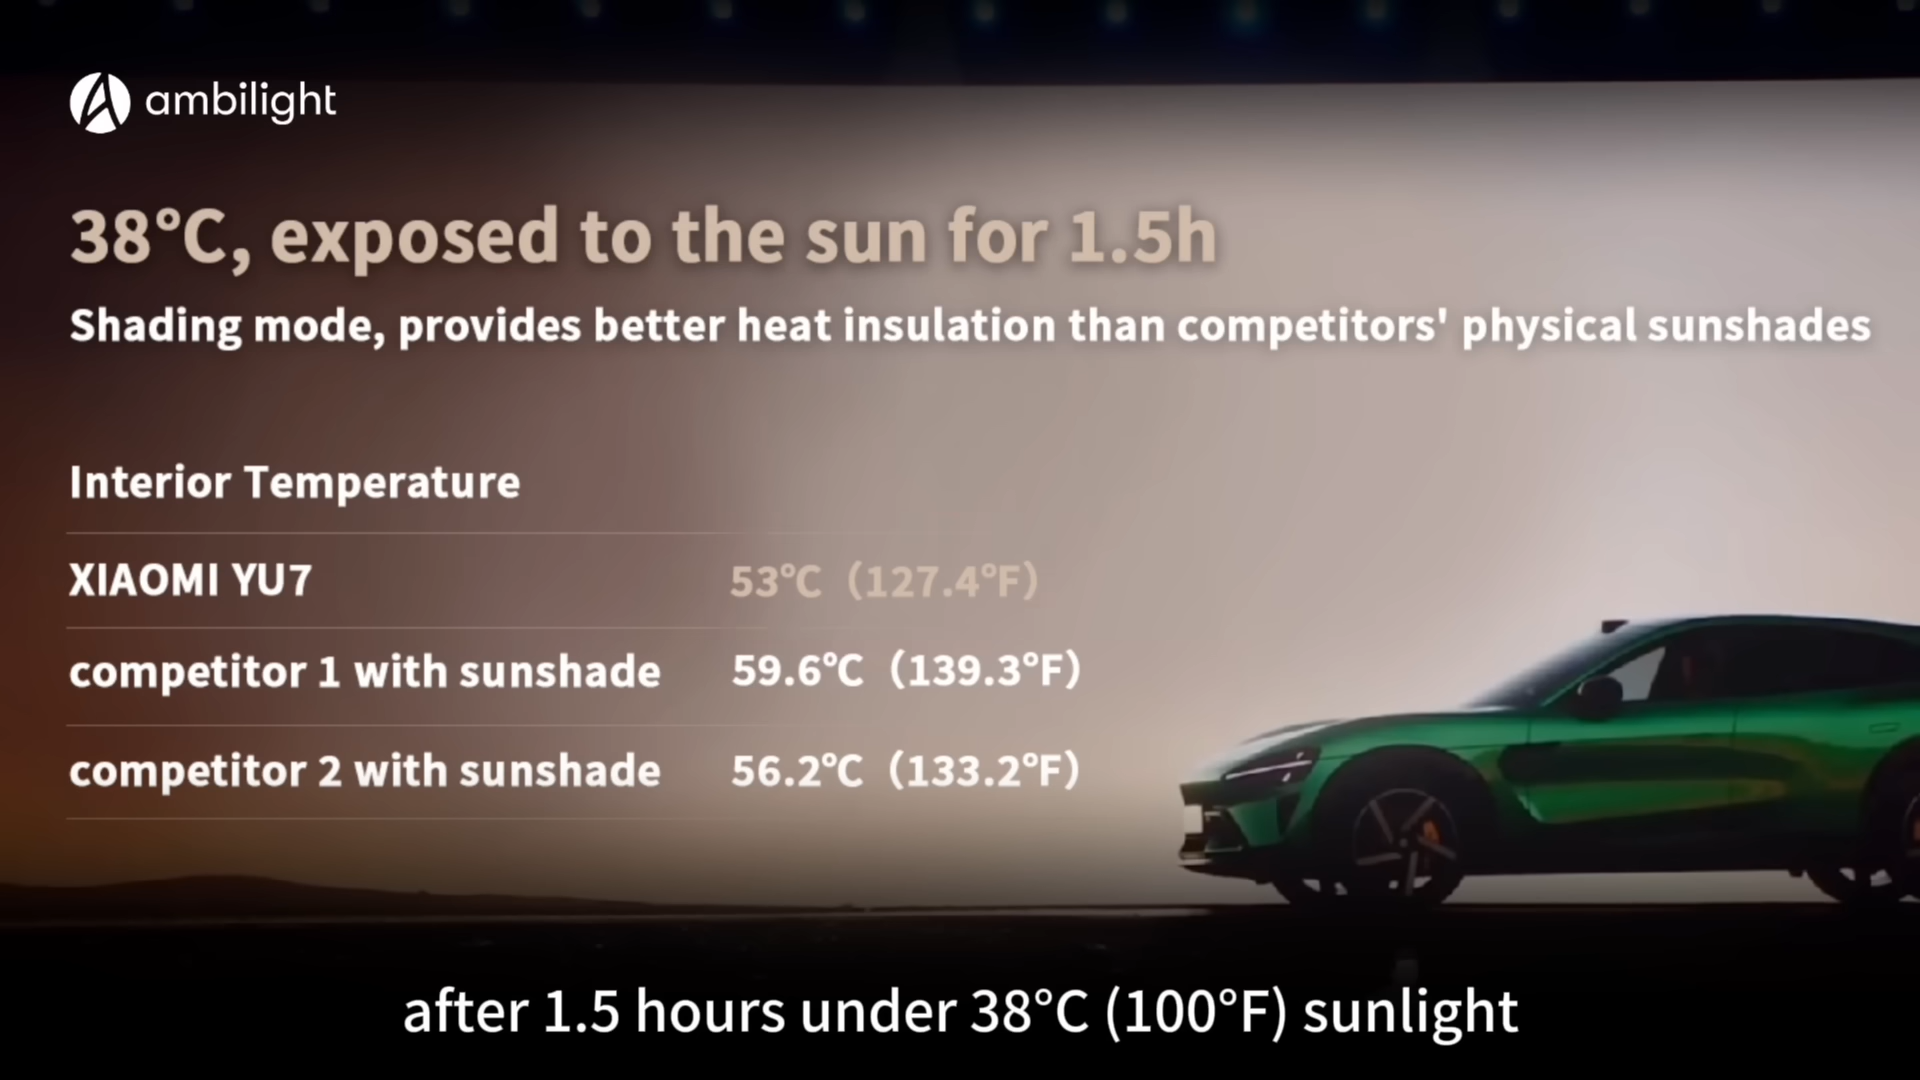 ambilight
38°C, exposed to the sun for 1.5h
Shading mode, provides better heat insulation than competitors' physical sunshades
Interior Temperature
XIAOMI YU7 53℃ (127.4℉)
competitor 1 with sunshade 59.6℃ (139.3℉)
competitor 2 with sunshade 56.2℃ (133.2℉)
after 1.5 hours under 38°C (100°F) sunlight